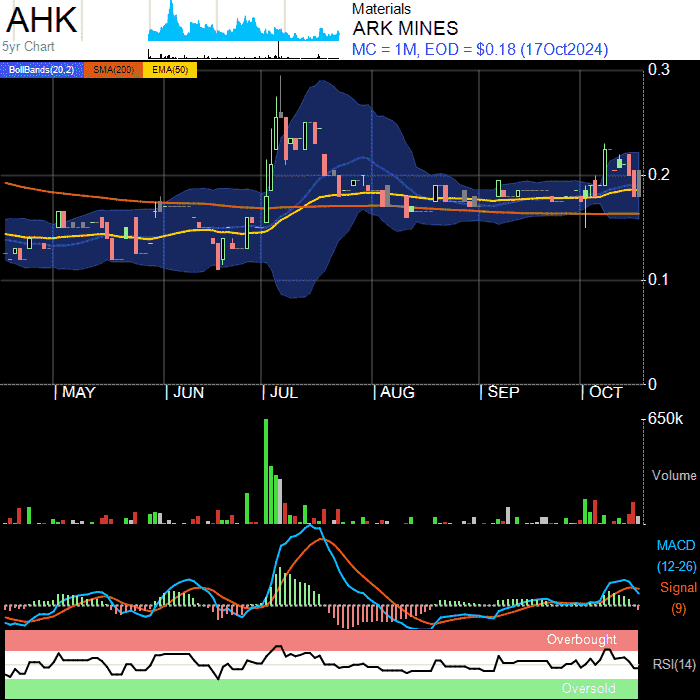 AHK
5yr Chart
Materials
ARK MINES
MC = 1M, EOD = $0.18 (17Oct2024)
BollBands(20,2) SMA(200) EMA(50)
0.3
0.2
0.1
0
MAY JUN JUL AUG SEP OCT
650k
Volume
MACD
(12-26)
Signal
(9)
Overbought
RSI(14)
Oversold